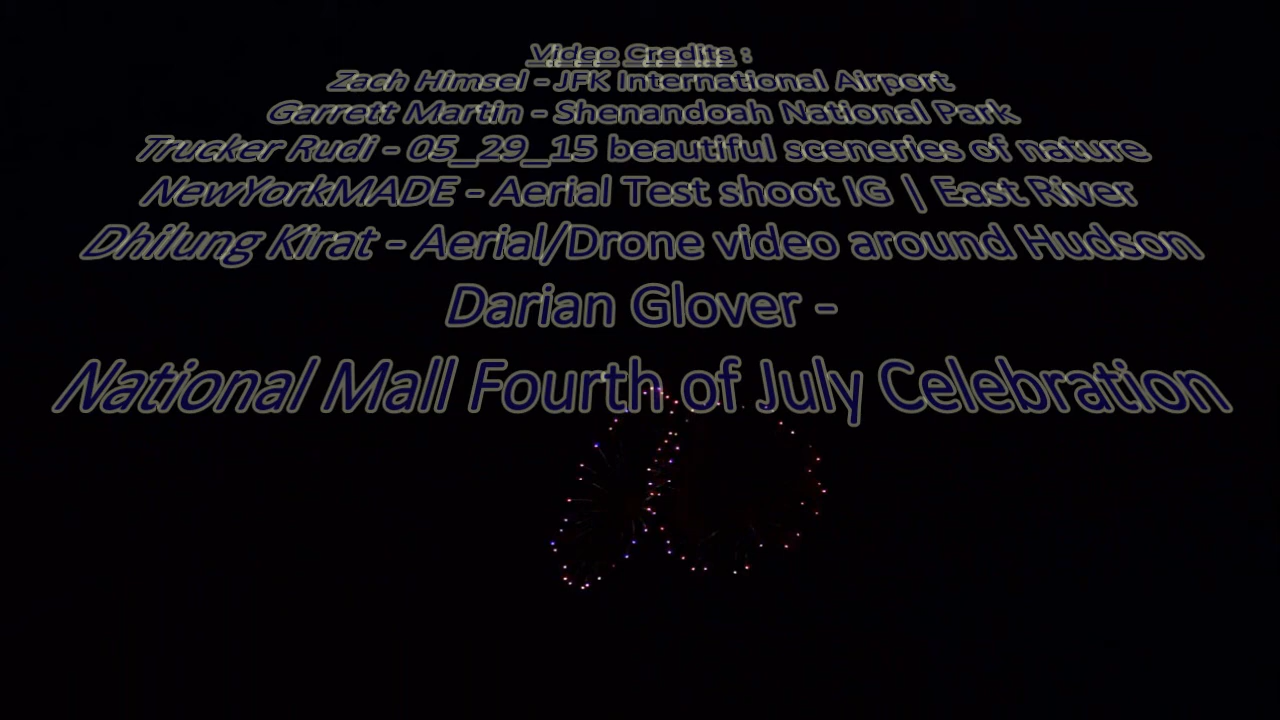 Video Credits :
Zach Himsel - JFK International Airport
Garrett Martin - Shenandoah National Park
Trucker Rudi - 05_29_15 beautiful sceneries of nature
NewYorkMADE - Aerial Test shoot IG | East River
Dhilung Kirat - Aerial/Drone video around Hudson
Darian Glover -
National Mall Fourth of July Celebration